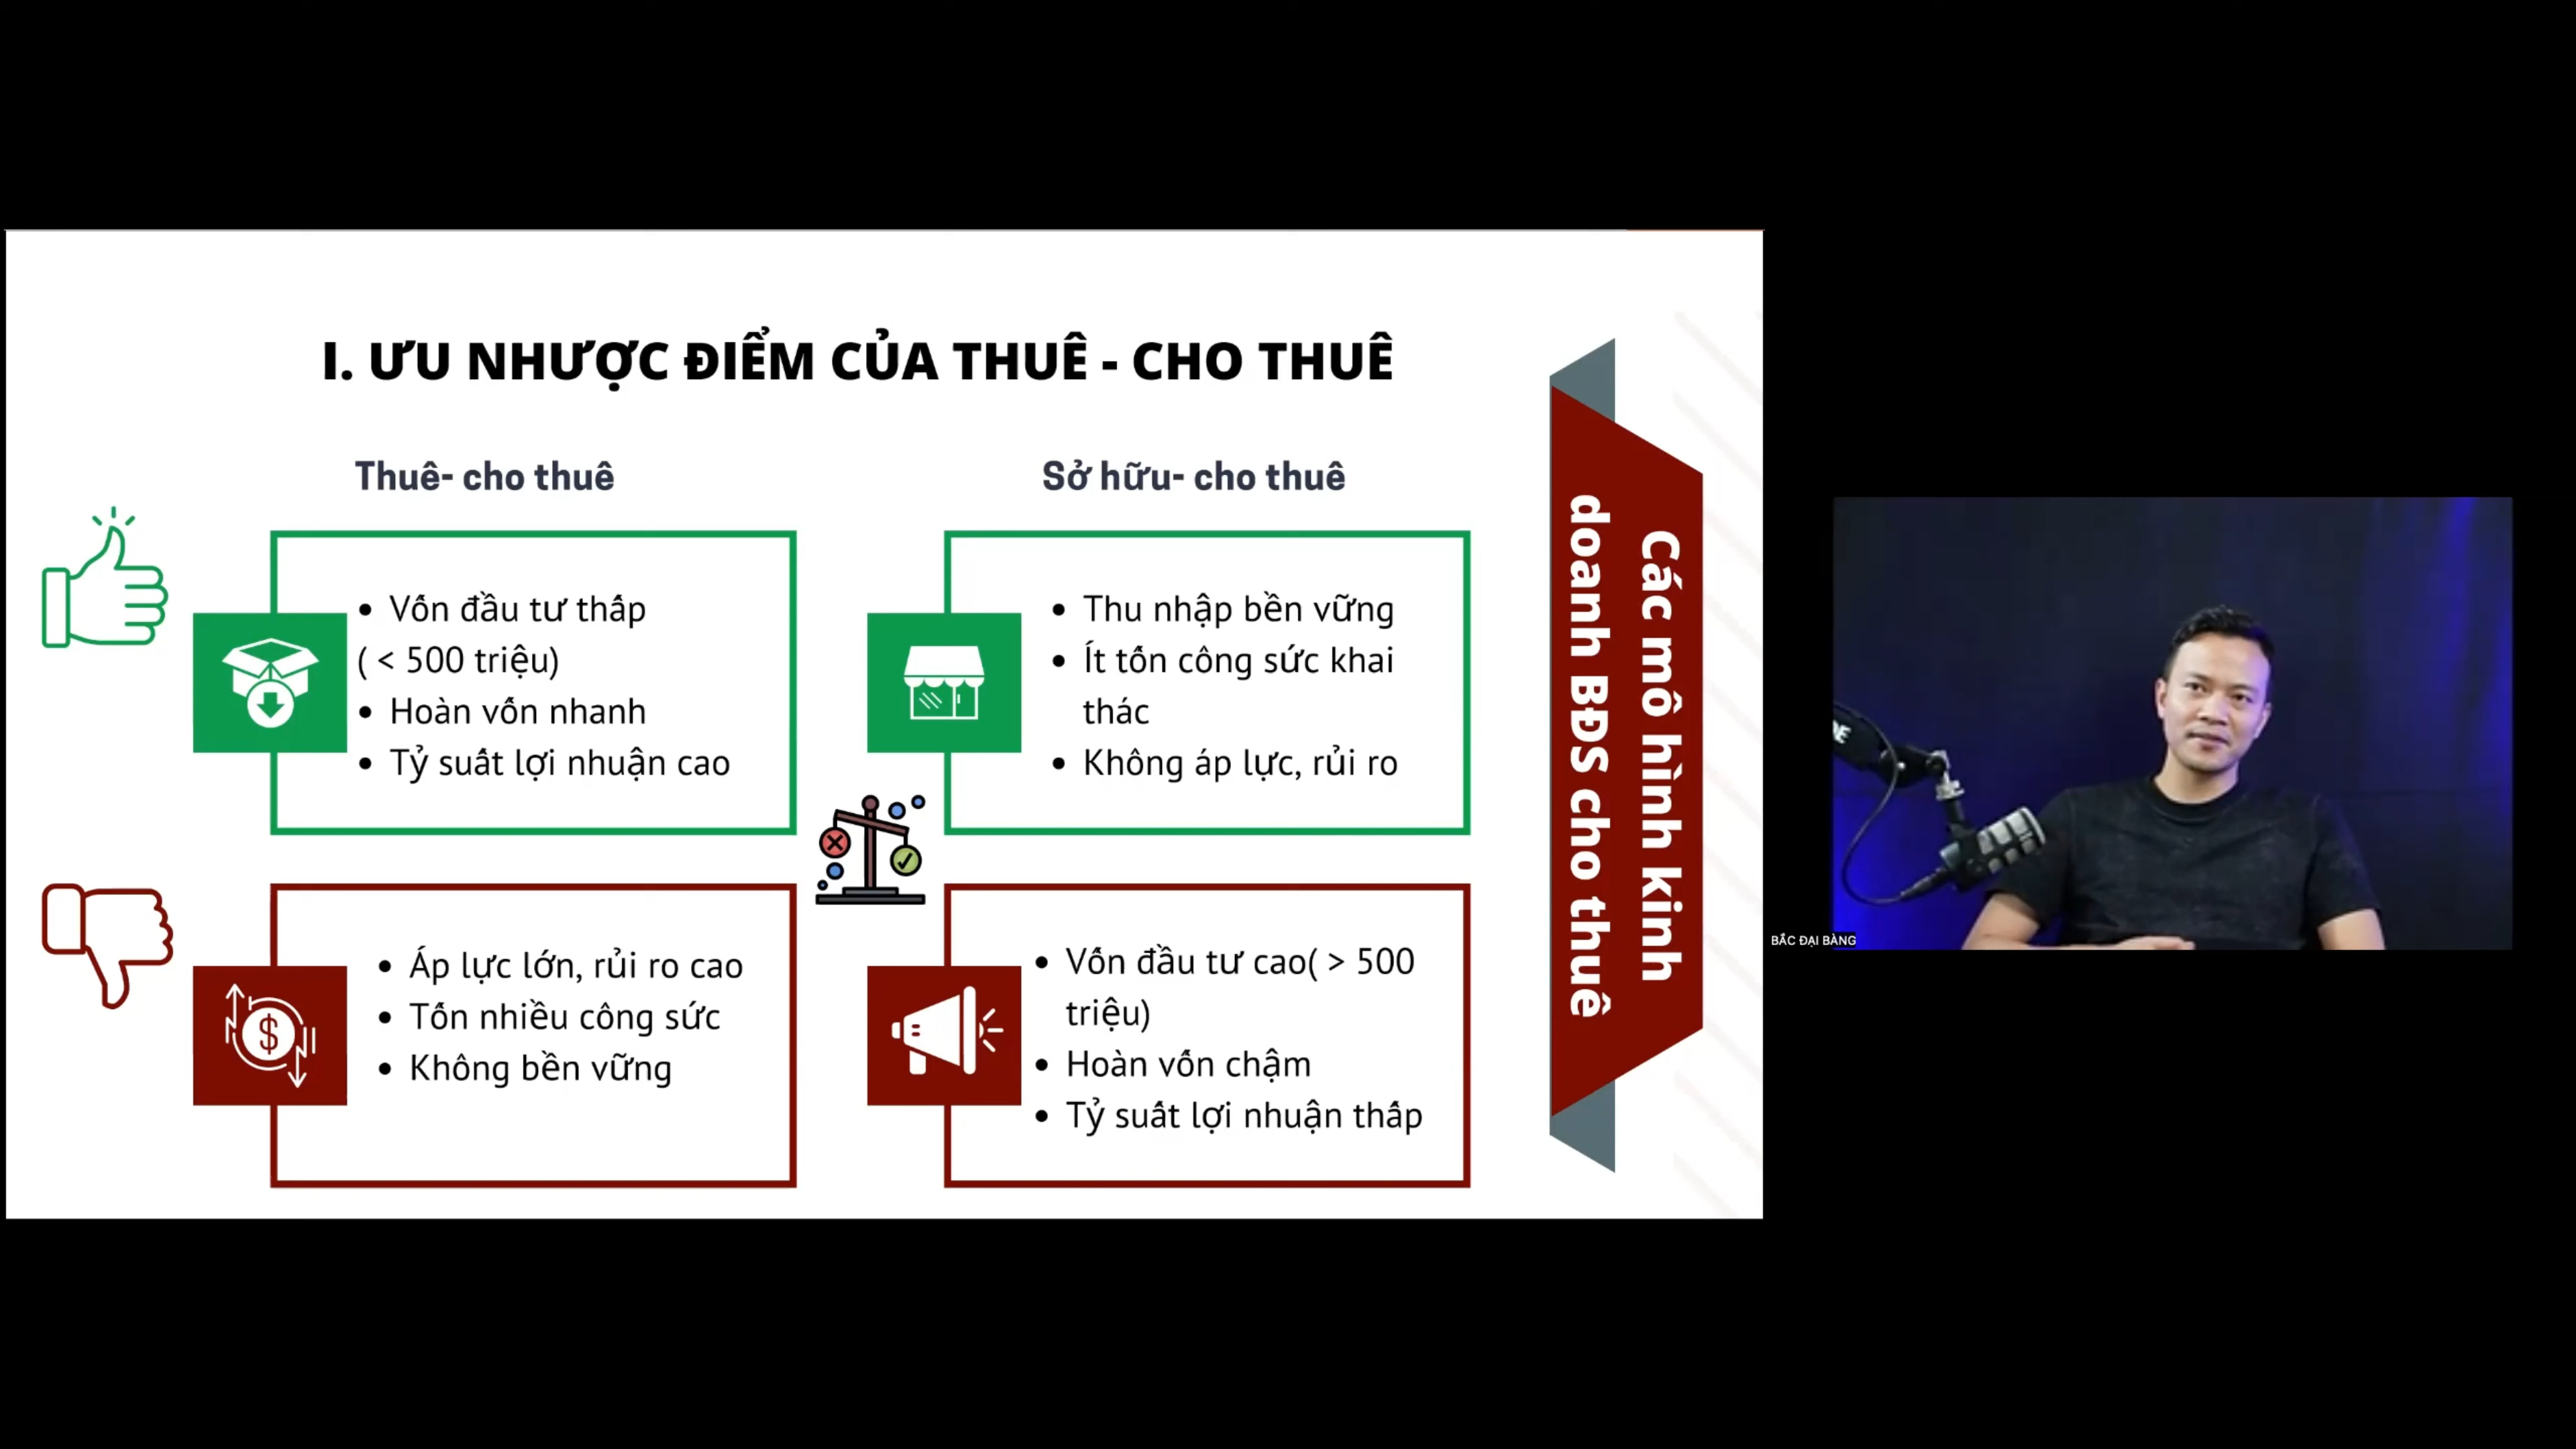 I. ƯU NHƯỢC ĐIỂM CỦA THUÊ - CHO THUÊ
Thuê- cho thuê
• Vốn đầu tư thấp
( < 500 triệu)
• Hoàn vốn nhanh
• Tỷ suất lợi nhuận cao
Sở hữu- cho thuê
• Thu nhập bền vững
• Ít tốn công sức khai
thác
• Không áp lực, rủi ro
• Áp lực lớn, rủi ro cao
• Tốn nhiều công sức
• Không bền vững
$
• Vốn đầu tư cao( > 500
triệu)
• Hoàn vốn chậm
• Tỷ suất lợi nhuận thấp
Các mô hình kinh
doanh BĐS cho thuê
BẮC ĐẠI BÀNG